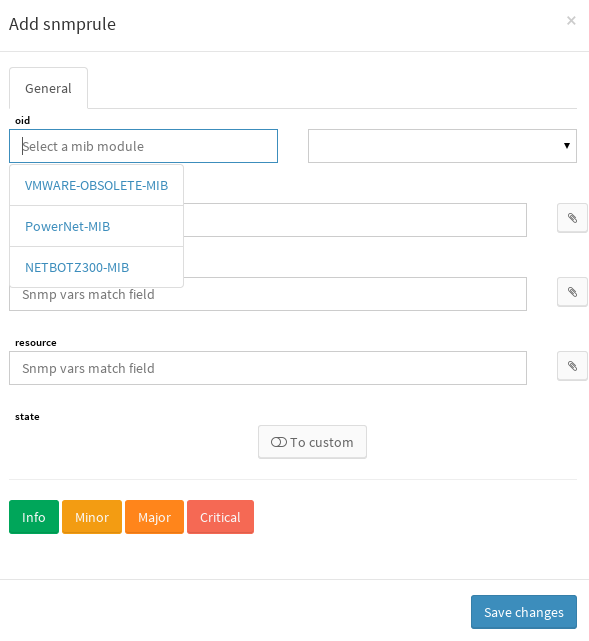 Add snmprule
×
General
oid
Select a mib module
VMWARE-OBSOLETE-MIB
PowerNet-MIB
NETBOTZ300-MIB
Snmp vars match field
resource
Snmp vars match field
state
To custom
Info Minor Major Critical
Save changes